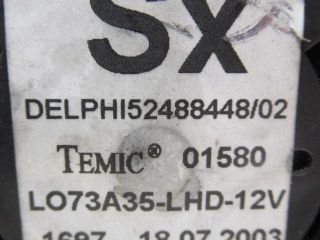 SX
DELPHI52488448/02
TEMIC® 01580
LO73A35-LHD-12V
1697 18.07.2003